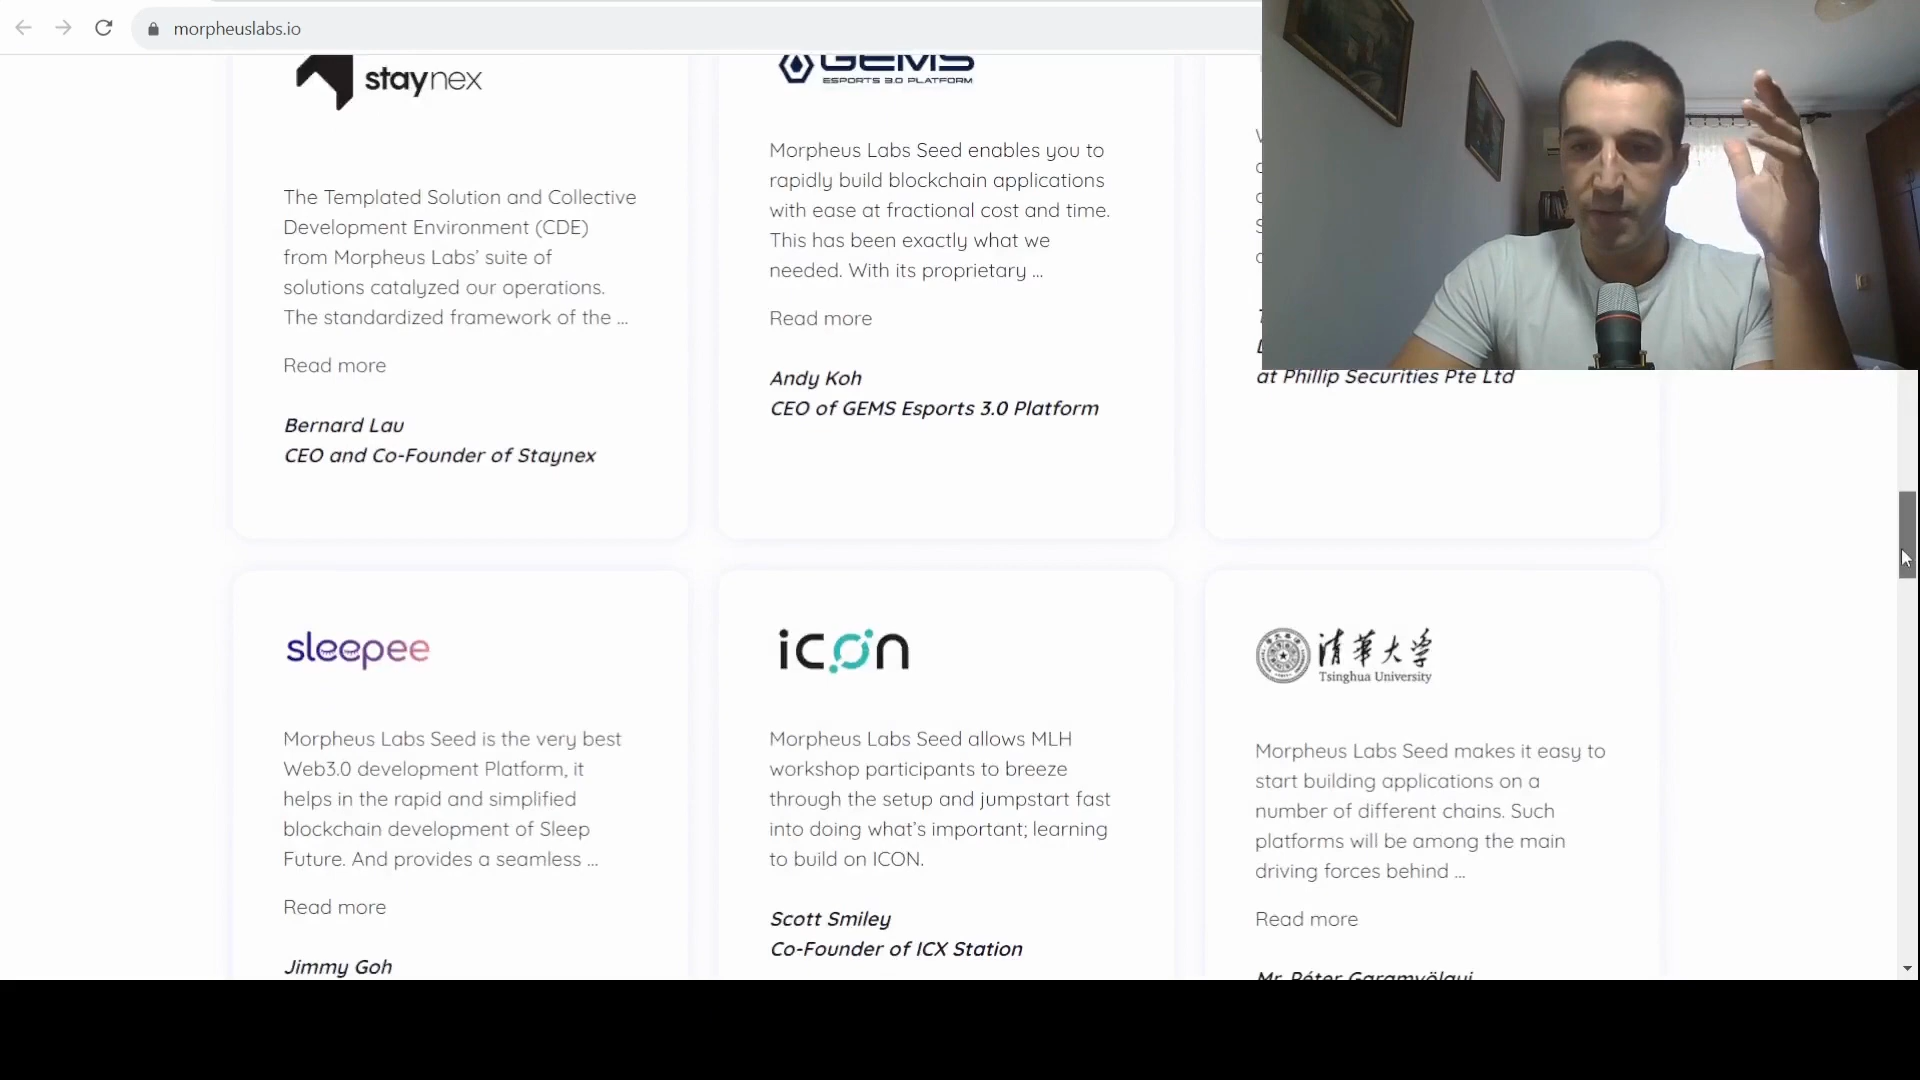 morpheuslabs.io
staynex
GEMS
ESPORTS 3.0 PLATFORM
The Templated Solution and Collective
Development Environment (CDE)
from Morpheus Labs’ suite of
solutions catalyzed our operations.
The standardized framework of the ...
Read more
Bernard Lau
CEO and Co-Founder of Staynex
Morpheus Labs Seed enables you to
rapidly build blockchain applications
with ease at fractional cost and time.
This has been exactly what we
needed. With its proprietary ...
Read more
Andy Koh
CEO of GEMS Esports 3.0 Platform
at Phillip Securities Pte Ltd
sleepee
Morpheus Labs Seed is the very best
Web3.0 development Platform, it
helps in the rapid and simplified
blockchain development of Sleep
Future. And provides a seamless ...
Read more
Jimmy Goh
icon
Morpheus Labs Seed allows MLH
workshop participants to breeze
through the setup and jumpstart fast
into doing what’s important; learning
to build on ICON.
Scott Smiley
Co-Founder of ICX Station
清華大学
Tsinghua University
Morpheus Labs Seed makes it easy to
start building applications on a
number of different chains. Such
platforms will be among the main
driving forces behind ...
Read more
Mr. Péter Garamvölgyi